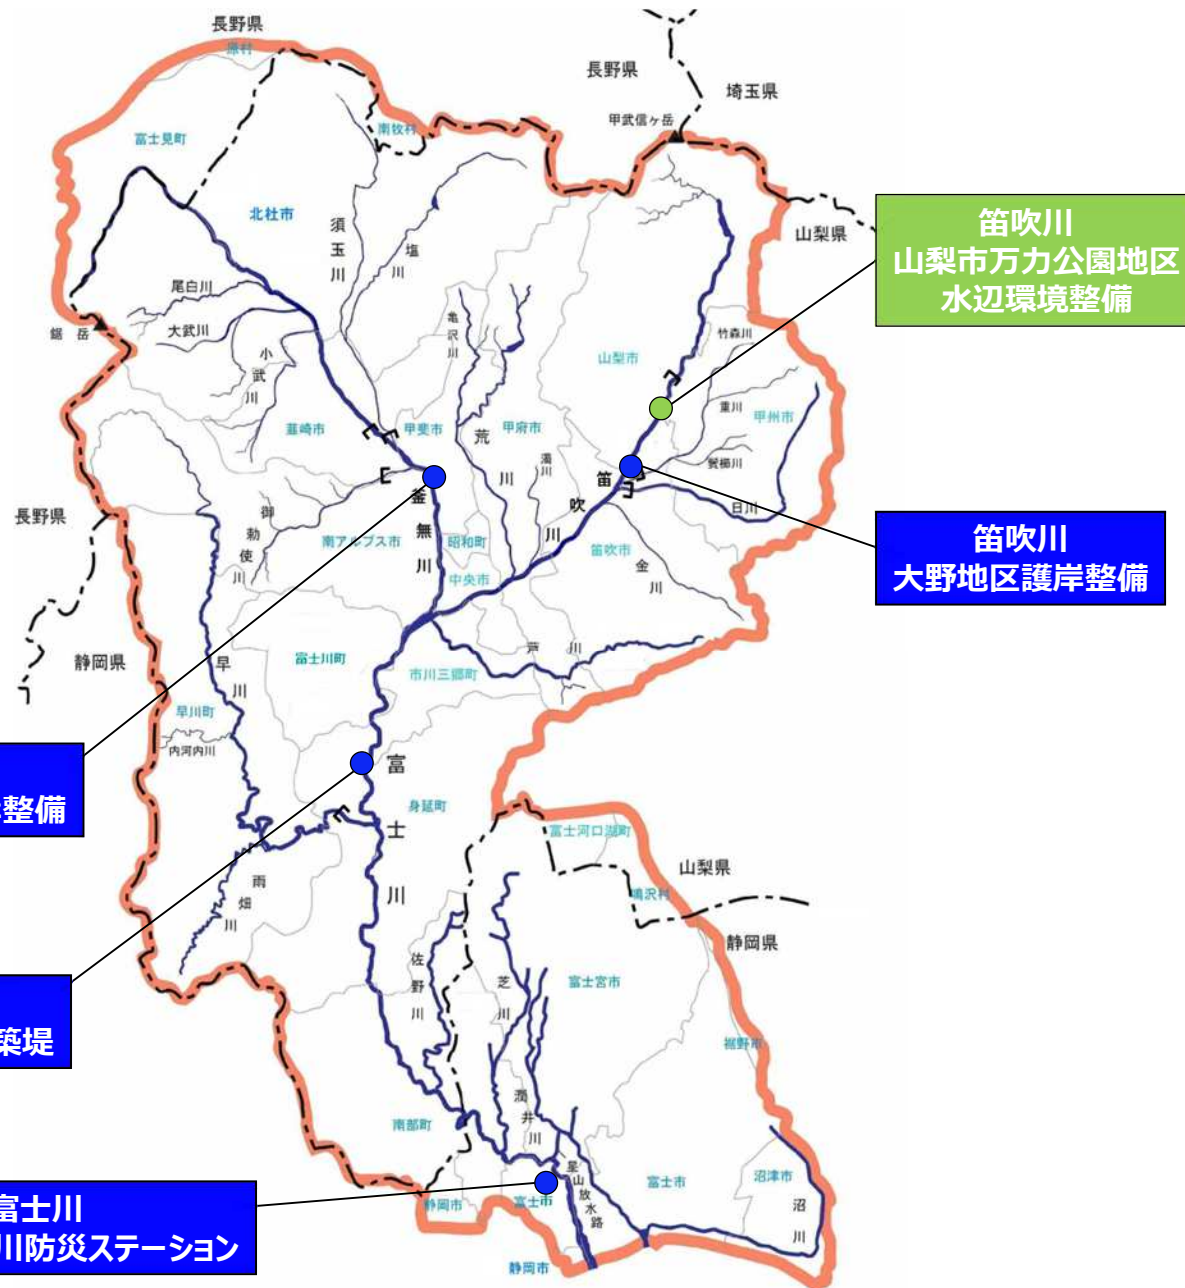 長野県
原村
長野県
埼玉県
甲武信ヶ岳
南牧村
富士見町
北社市
須玉川
塩川
山梨県
笛吹川
山梨市万力公園地区
水辺環境整備
尾白川
大武川
鋸岳
小武川
亀沢川
竹森川
山梨市
重川
甲州市
韮崎市
甲斐市
荒川
甲府市
濁川
鬢櫛川
日川
釜無川
笛吹川
長野県
御勅使川
南アルプス市
昭和町
中央市
笛吹市
金川
笛吹川
大野地区護岸整備
芦川
静岡県
早川
富士川町
市川三郷町
早川町
内河内川
整備
富士川
身延町
富士河口湖町
山梨県
鳴沢村
静岡県
雨畑川
佐野川
芝川
富士宮市
築堤
裾野市
潤井川
南部町
星山放水路
富士市
沼津市
沼川
静岡市
富士市
富士川
川防災ステーション
静岡市